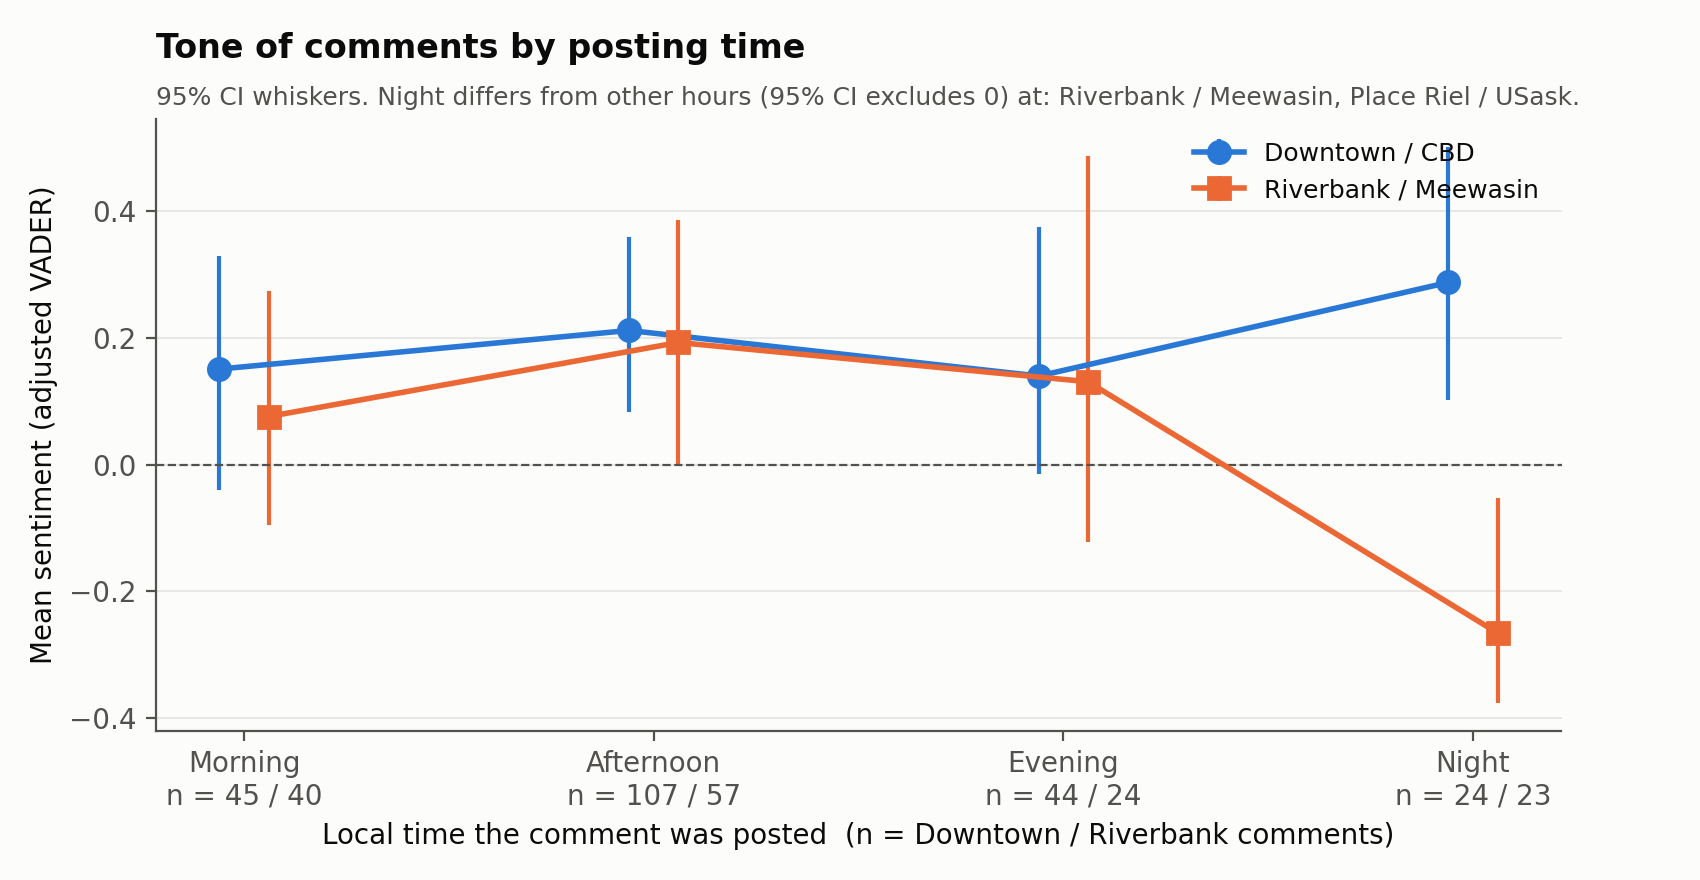 Tone of comments by posting time
95% CI whiskers. Night differs from other hours (95% CI excludes 0) at: Riverbank / Meewasin, Place Riel / USask.
Downtown / CBD
Riverbank / Meewasin
Mean sentiment (adjusted VADER)
0.4
0.2
0.0
−0.2
−0.4
Morning Afternoon Evening Night
n = 45 / 40 n = 107 / 57 n = 44 / 24 n = 24 / 23
Local time the comment was posted (n = Downtown / Riverbank comments)